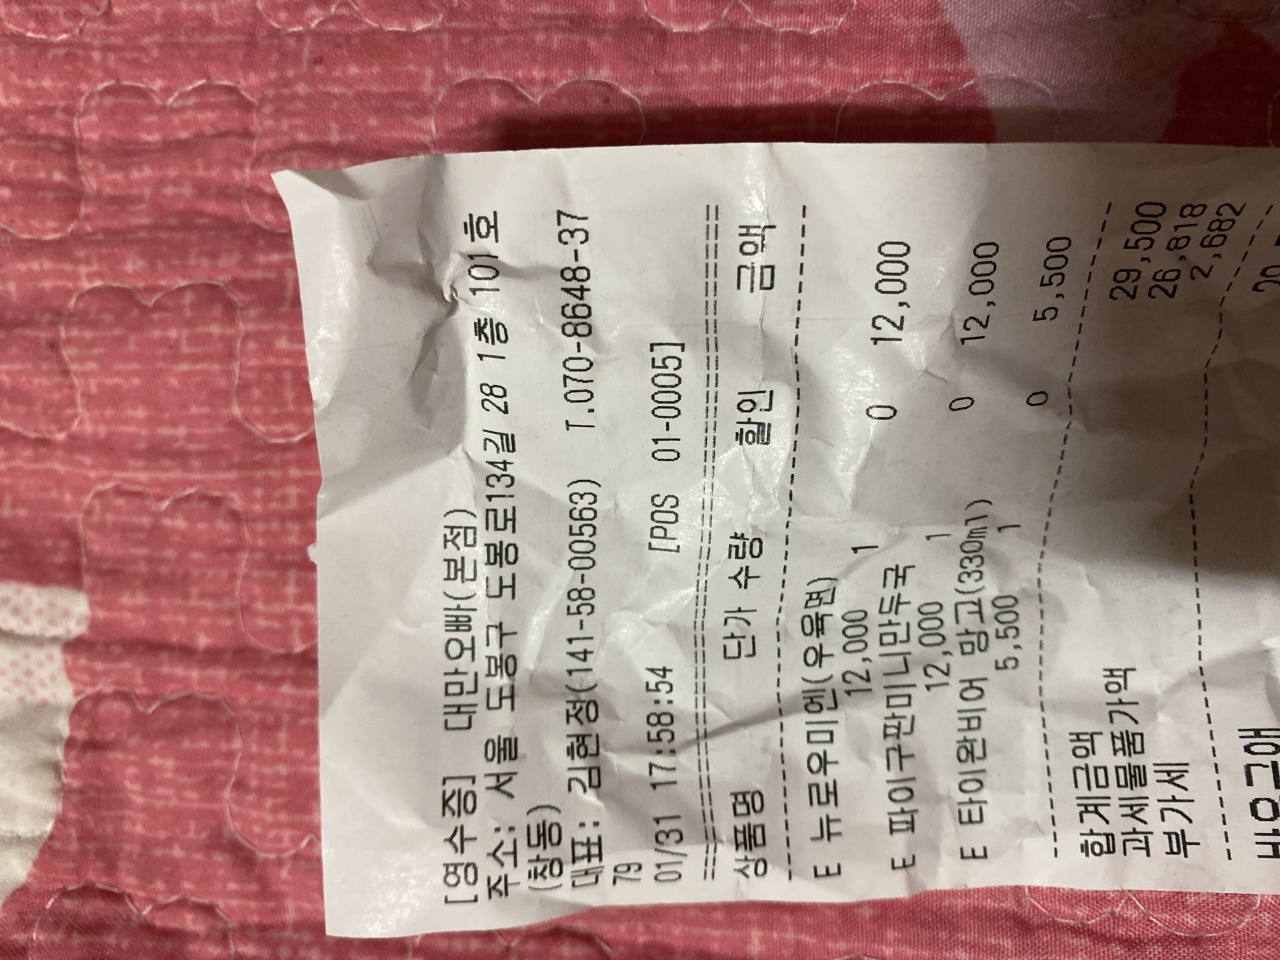 [영수증] 대만오빠(본점)
주소: 서울 도봉구 도봉로134길 28 1층 101호
(창동)
대표: 김현정(141-58-00563) T.070-8648-37
79
01/31 17:58:54 [POS 01-0005]
상품명 단가 수량 할인 금액
E 뉴로우미엔(우육면)
12,000 1 0 12,000
E 파이구판미니만두국
12,000 1 0 12,000
E 타이완비어 망고(330ml)
5,500 1 0 5,500
합계금액 29,500
과세물품가액 26,818
부가세 2,682